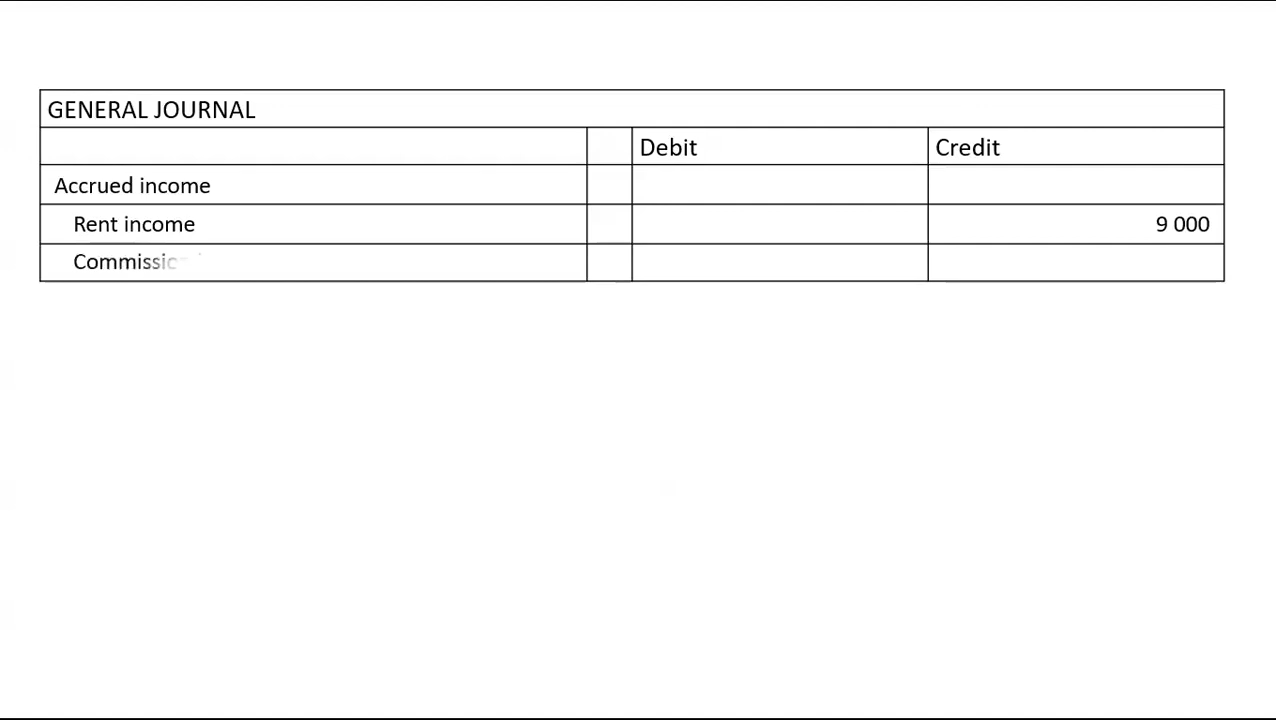 GENERAL JOURNAL
Debit Credit
Accrued income
Rent income 9 000